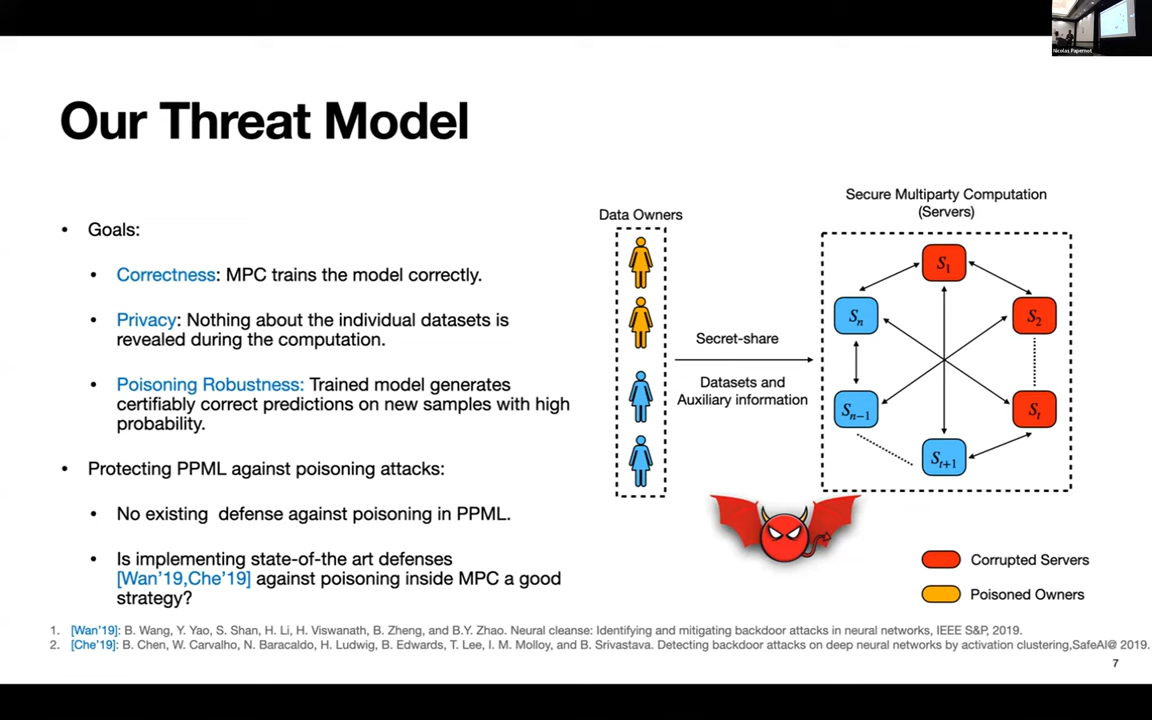 Nicolas Papernot
Our Threat Model
• Goals:
• Correctness: MPC trains the model correctly.
• Privacy: Nothing about the individual datasets is
revealed during the computation.
• Poisoning Robustness: Trained model generates
certifiably correct predictions on new samples with high
probability.
• Protecting PPML against poisoning attacks:
• No existing defense against poisoning in PPML.
• Is implementing state-of-the art defenses
[Wan'19,Che'19] against poisoning inside MPC a good
strategy?
Data Owners
Secret-share
Datasets and
Auxiliary information
Secure Multiparty Computation
(Servers)
S1
Sn
S2
Sn−1
St
St+1
Corrupted Servers
Poisoned Owners
1. [Wan'19]: B. Wang, Y. Yao, S. Shan, H. Li, H. Viswanath, B. Zheng, and B.Y. Zhao. Neural cleanse: Identifying and mitigating backdoor attacks in neural networks, IEEE S&P, 2019.
2. [Che'19]: B. Chen, W. Carvalho, N. Baracaldo, H. Ludwig, B. Edwards, T. Lee, I. M. Molloy, and B. Srivastava. Detecting backdoor attacks on deep neural networks by activation clustering,SafeAI@ 2019.
7